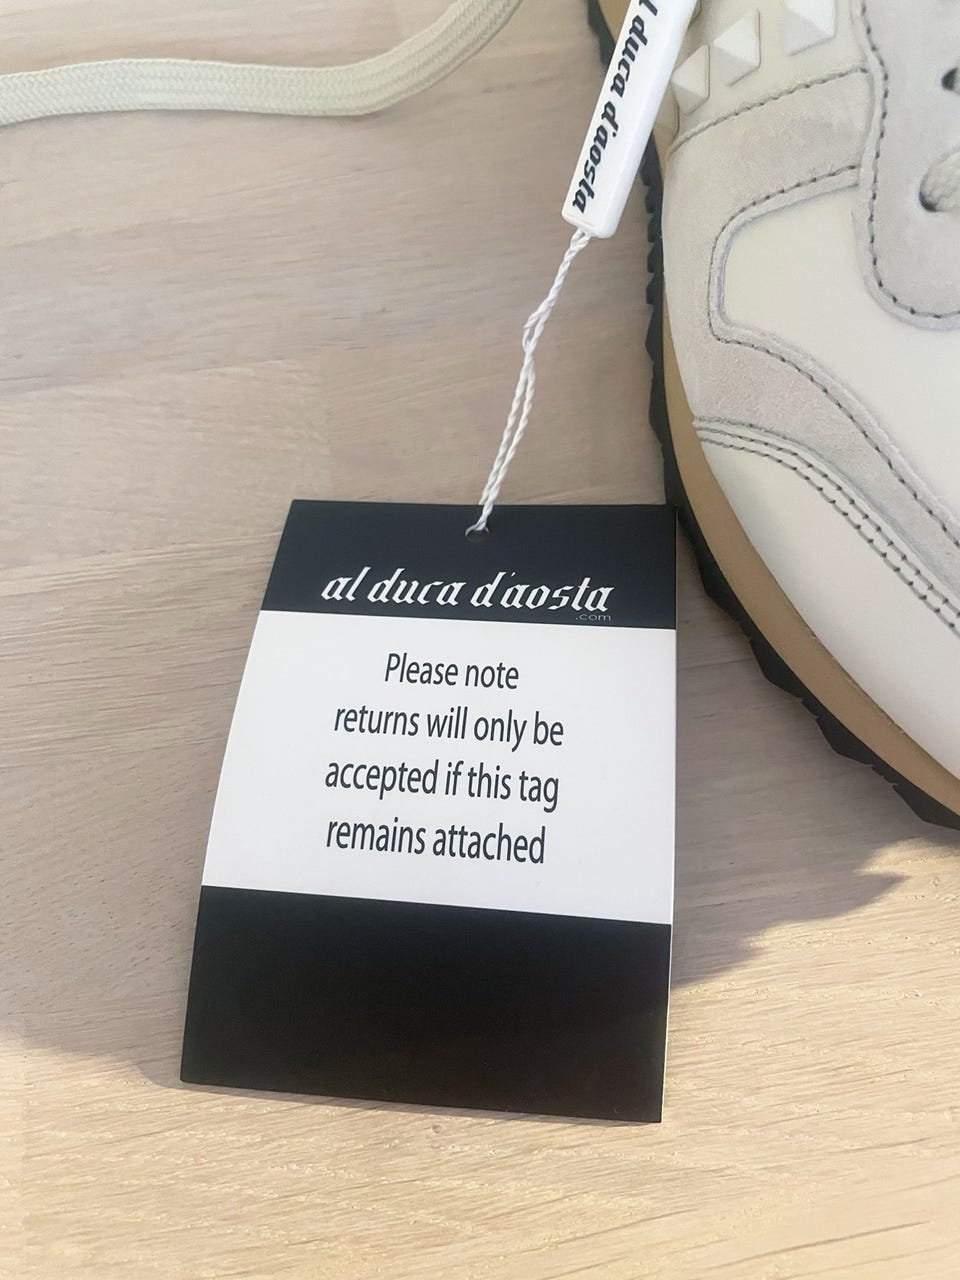 l duca d'aosta
al duca d'aosta
.com
Please note
returns will only be
accepted if this tag
remains attached